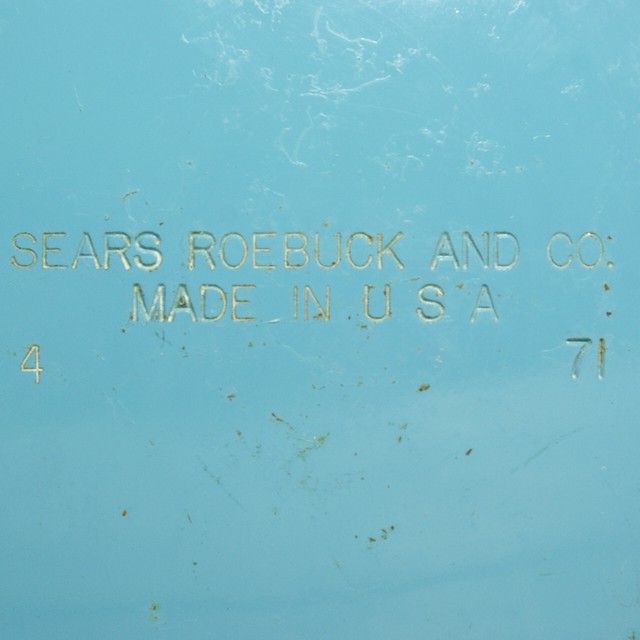 SEARS ROEBUCK AND CO.
MADE IN U S A
4 71